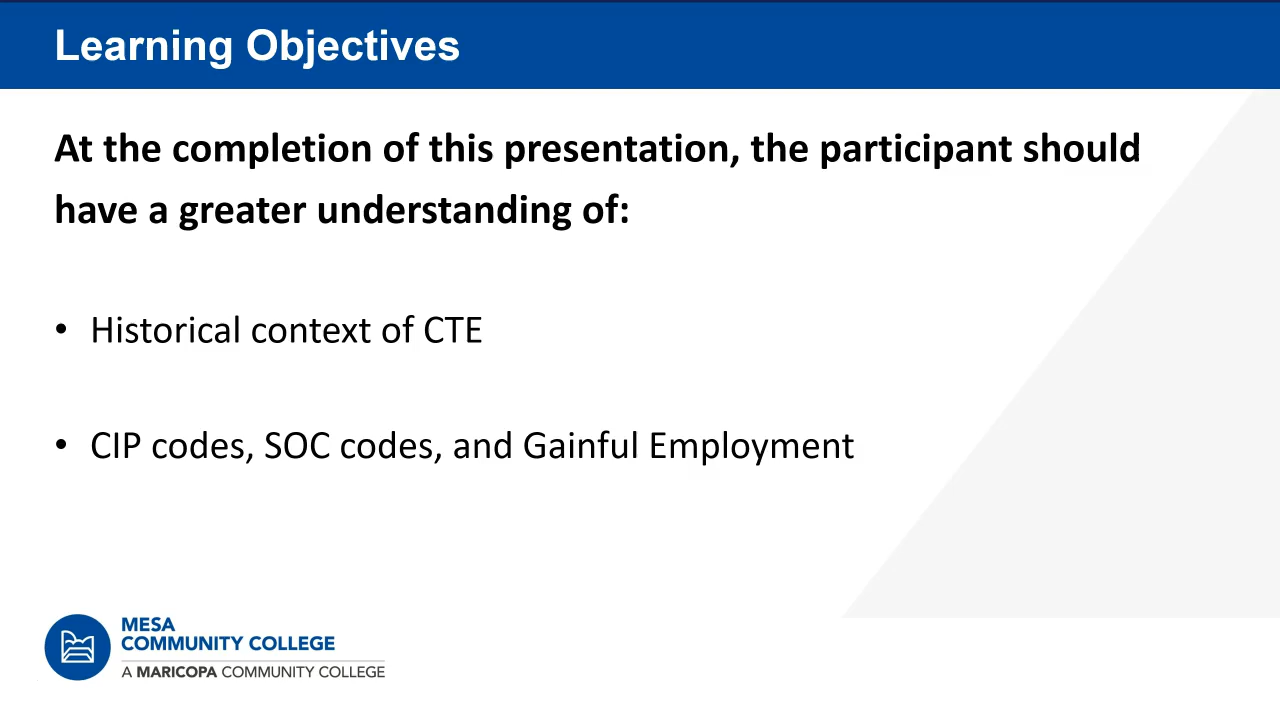 Learning Objectives
At the completion of this presentation, the participant should
have a greater understanding of:
• Historical context of CTE
• CIP codes, SOC codes, and Gainful Employment
MESA
COMMUNITY COLLEGE
A MARICOPA COMMUNITY COLLEGE